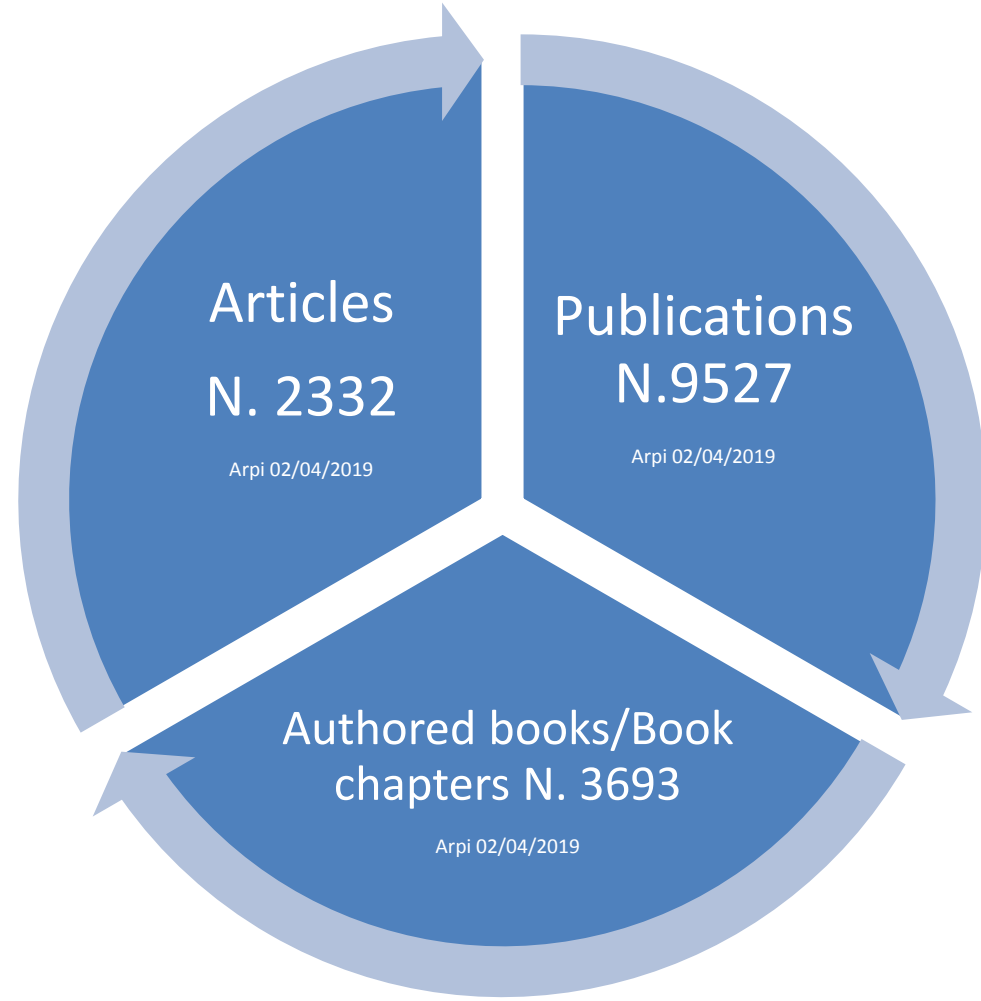 Articles
N. 2332
Arpi 02/04/2019
Publications
N.9527
Arpi 02/04/2019
Authored books/Book
chapters N. 3693
Arpi 02/04/2019